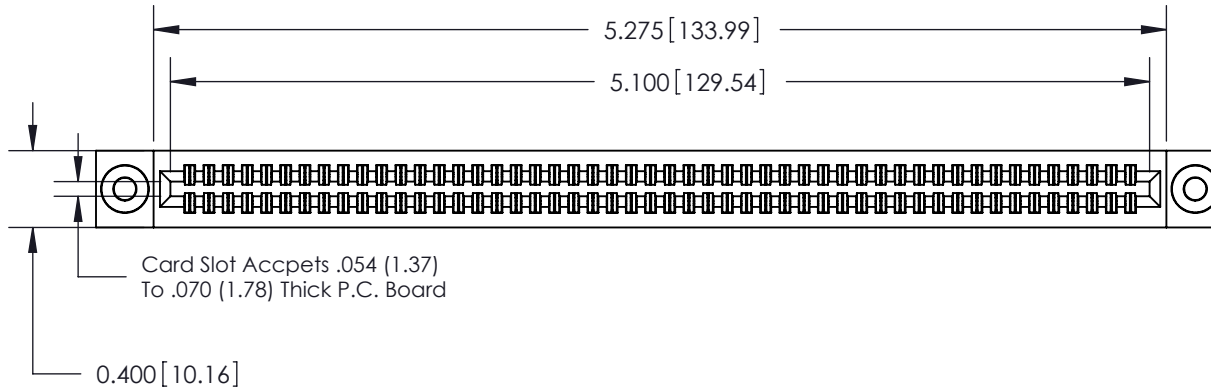 5.275[133.99]
5.100[129.54]
Card Slot Accpets .054 (1.37)
To .070 (1.78) Thick P.C. Board
0.400[10.16]